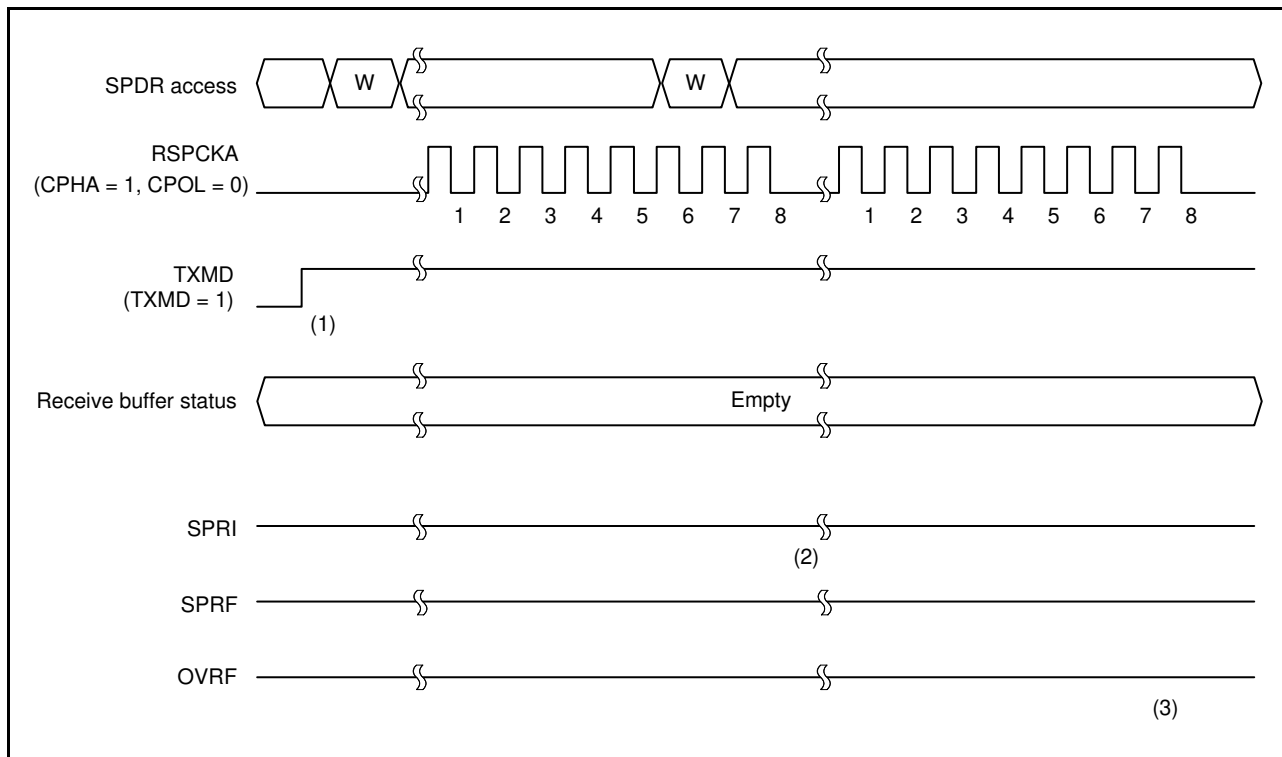 SPDR access
W
W
RSPCKA
(CPHA = 1, CPOL = 0)
1 2 3 4 5 6 7 8 1 2 3 4 5 6 7 8
TXMD
(TXMD = 1)
(1)
Receive buffer status
Empty
SPRI
(2)
SPRF
OVRF
(3)